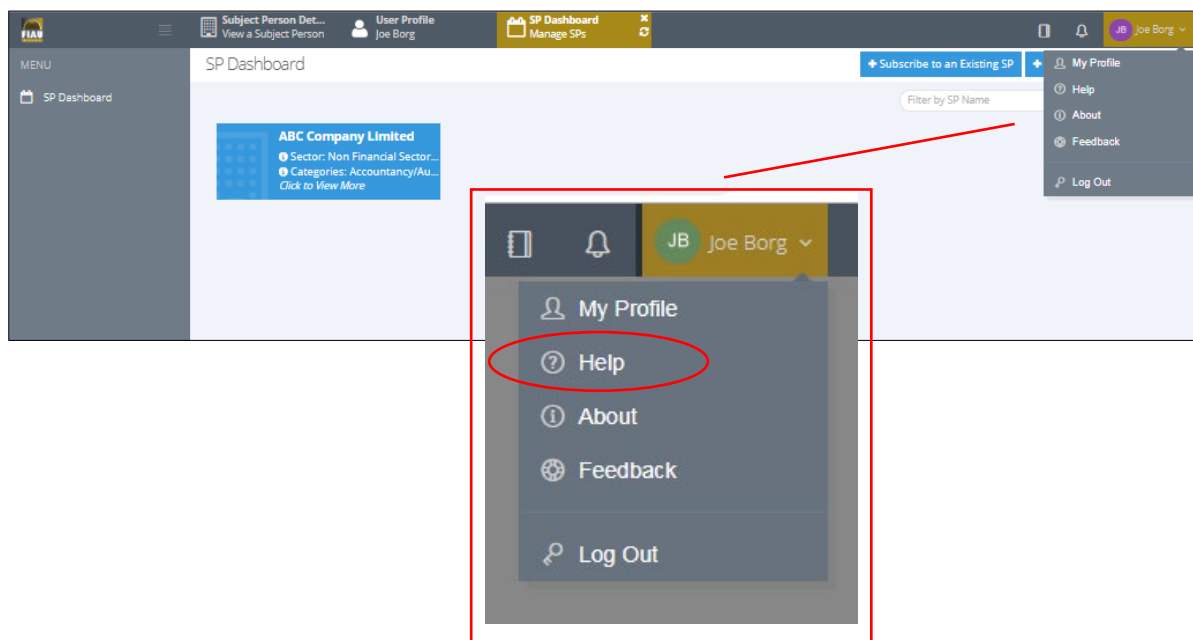 FIAU
Subject Person Det...
View a Subject Person
User Profile
Joe Borg
SP Dashboard
Manage SPs
JB Joe Borg
MENU
SP Dashboard
SP Dashboard
+ Subscribe to an Existing SP
+
Filter by SP Name
My Profile
Help
About
Feedback
Log Out
ABC Company Limited
Sector: Non Financial Sector...
Categories: Accountancy/Au...
Click to View More
JB Joe Borg
My Profile
Help
About
Feedback
Log Out